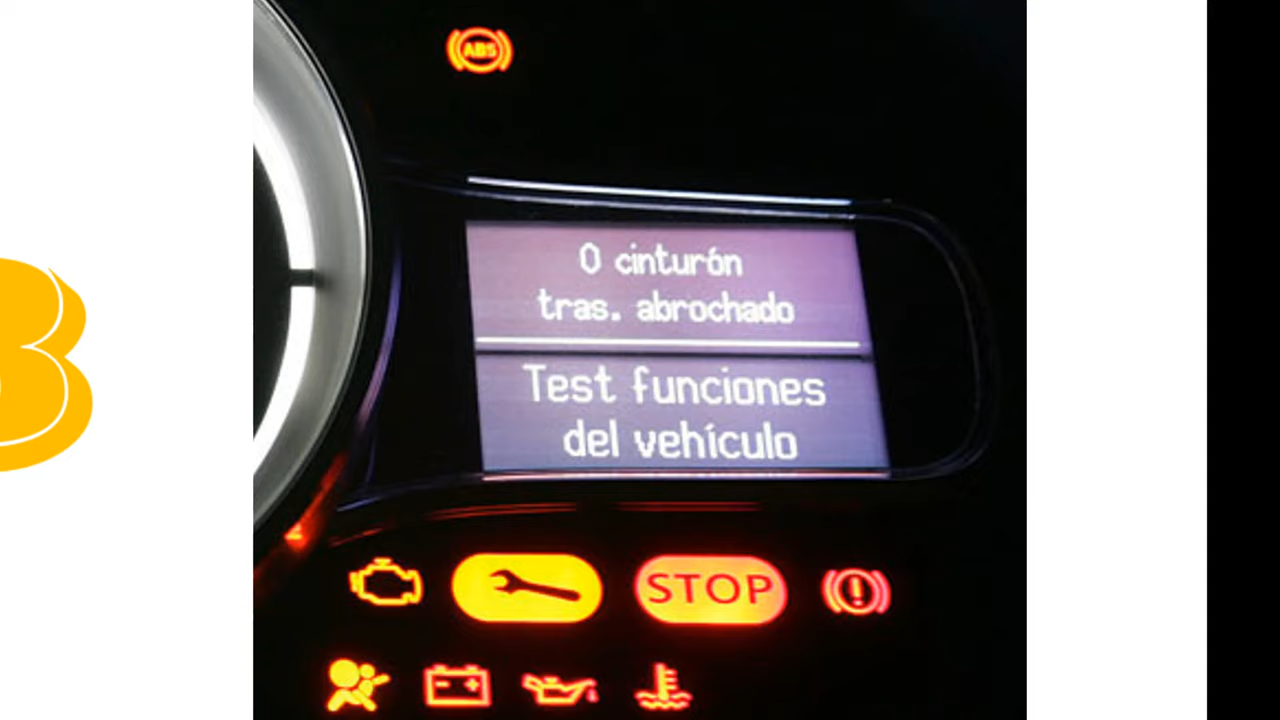 ABS
0 cinturón
tras. abrochado
Test funciones
del vehículo
STOP